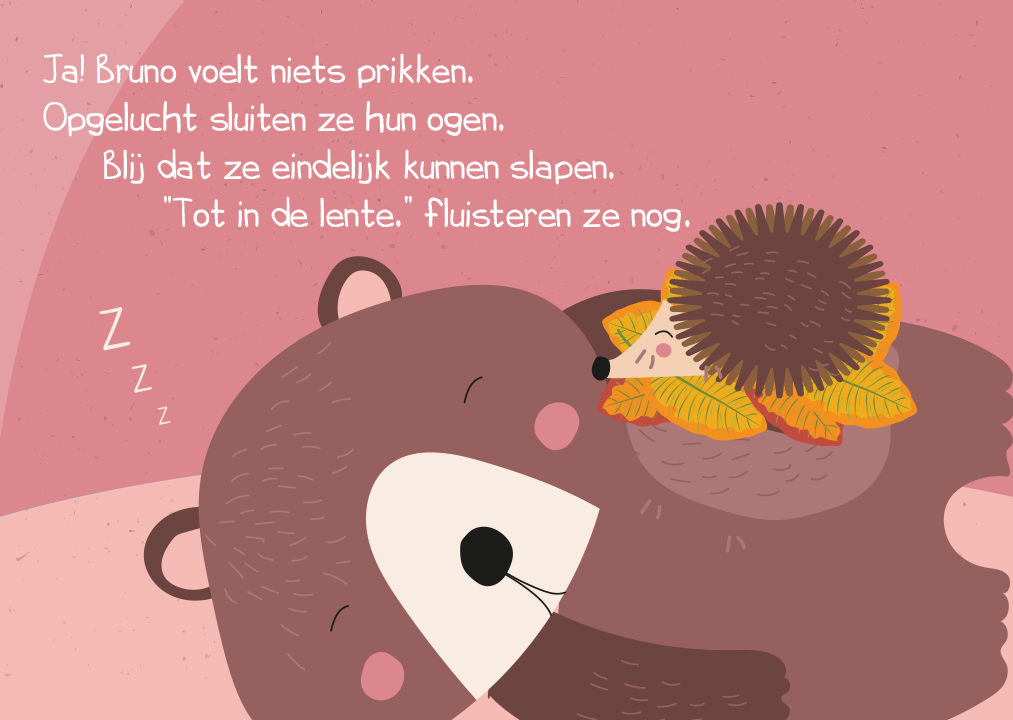 Ja! Bruno voelt niets prikken.
Opgelucht sluiten ze hun ogen.
Blij dat ze eindelijk kunnen slapen.
"Tot in de lente." fluisteren ze nog.
Z
Z
Z